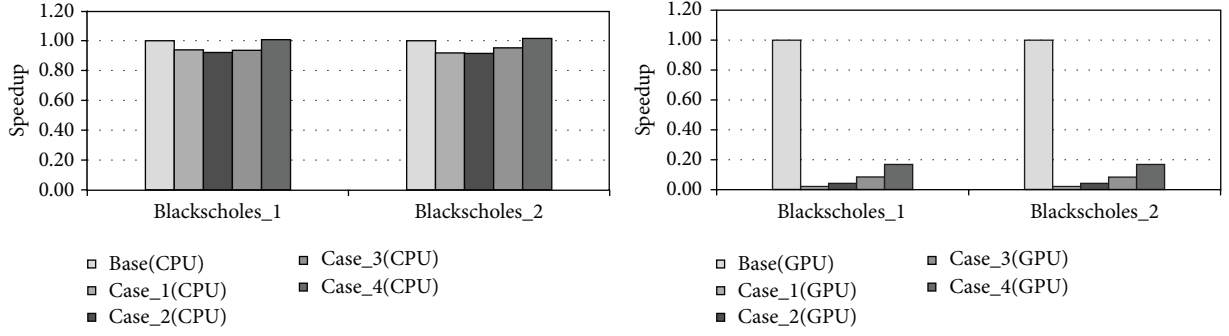 1.20
1.00
0.80
0.60
0.40
0.20
0.00
Speedup
Blackscholes_1
Blackscholes_2
Base(CPU)
Case_1(CPU)
Case_2(CPU)
Case_3(CPU)
Case_4(CPU)
1.20
1.00
0.80
0.60
0.40
0.20
0.00
Speedup
Blackscholes_1
Blackscholes_2
Base(GPU)
Case_1(GPU)
Case_2(GPU)
Case_3(GPU)
Case_4(GPU)